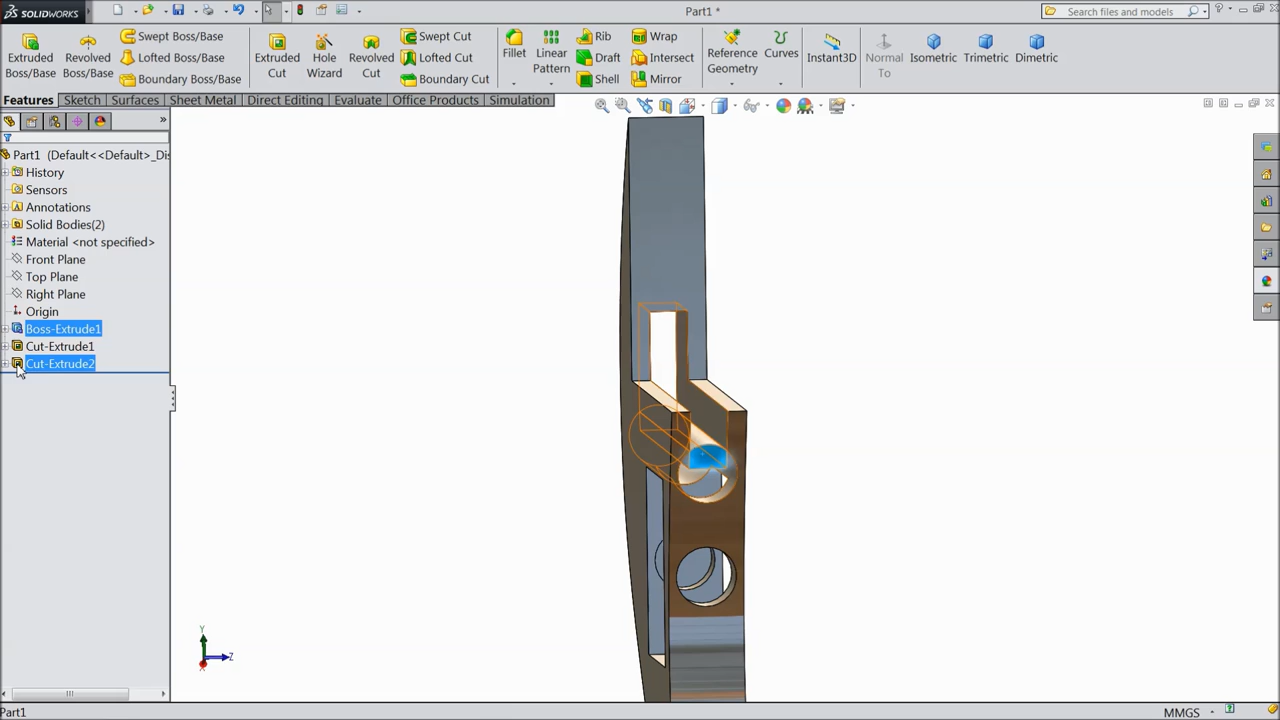 SOLIDWORKS
Part1 *
Search files and models
Extruded Boss/Base
Revolved Boss/Base
Swept Boss/Base
Lofted Boss/Base
Boundary Boss/Base
Extruded Cut
Hole Wizard
Revolved Cut
Swept Cut
Lofted Cut
Boundary Cut
Fillet
Linear Pattern
Rib
Draft
Shell
Wrap
Intersect
Mirror
Reference Geometry
Curves
Instant3D
Normal To
Isometric
Trimetric
Dimetric
Features
Sketch
Surfaces
Sheet Metal
Direct Editing
Evaluate
Office Products
Simulation
Part1 (Default<<Default>_Dis
History
Sensors
Annotations
Solid Bodies(2)
Material <not specified>
Front Plane
Top Plane
Right Plane
Origin
Boss-Extrude1
Cut-Extrude1
Cut-Extrude2
Y
Z
X
Part1
MMGS